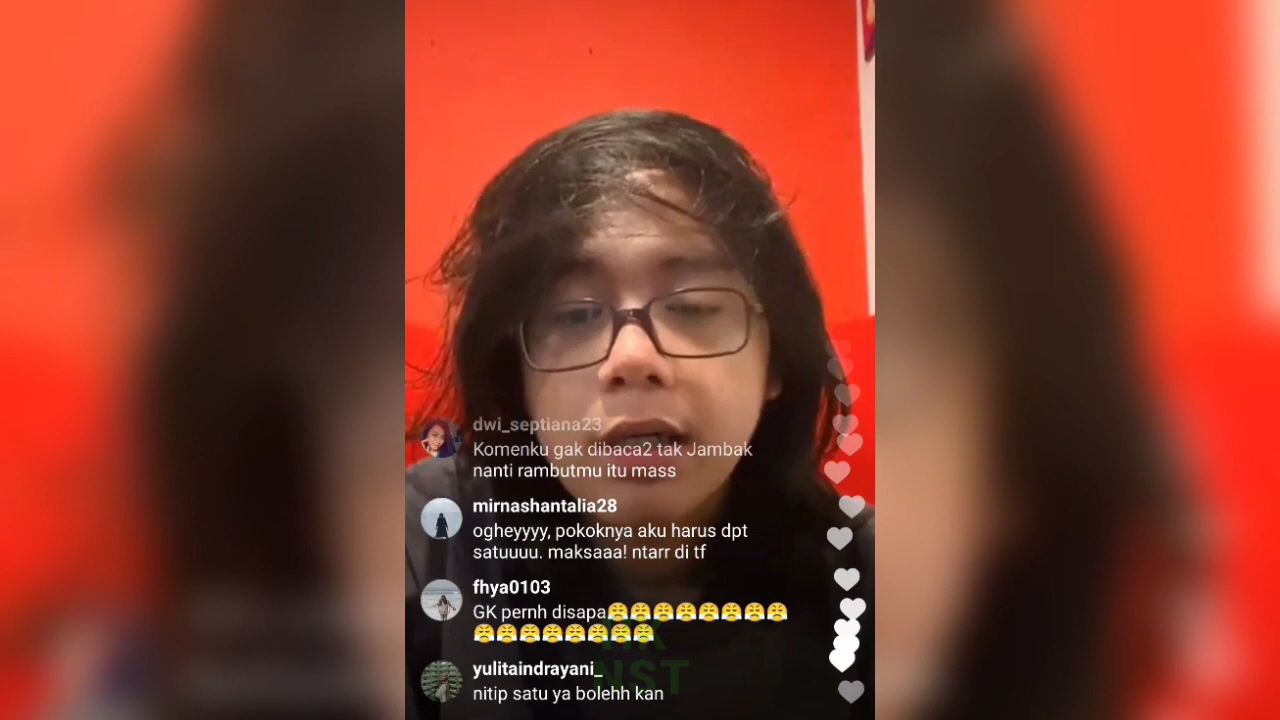 dwi_septiana23
Komenku gak dibaca2 tak Jambak
nanti rambutmu itu mass
mirnashantalia28
ogheyyyy, pokoknya aku harus dpt
satuuuu. maksaaa! ntarr di tf
fhya0103
GK pernh disapa😤😤😤😤😤😤😤😤
😤😤😤😤😤😤😤😤
NST
yulitaindrayani_
nitip satu ya bolehh kan